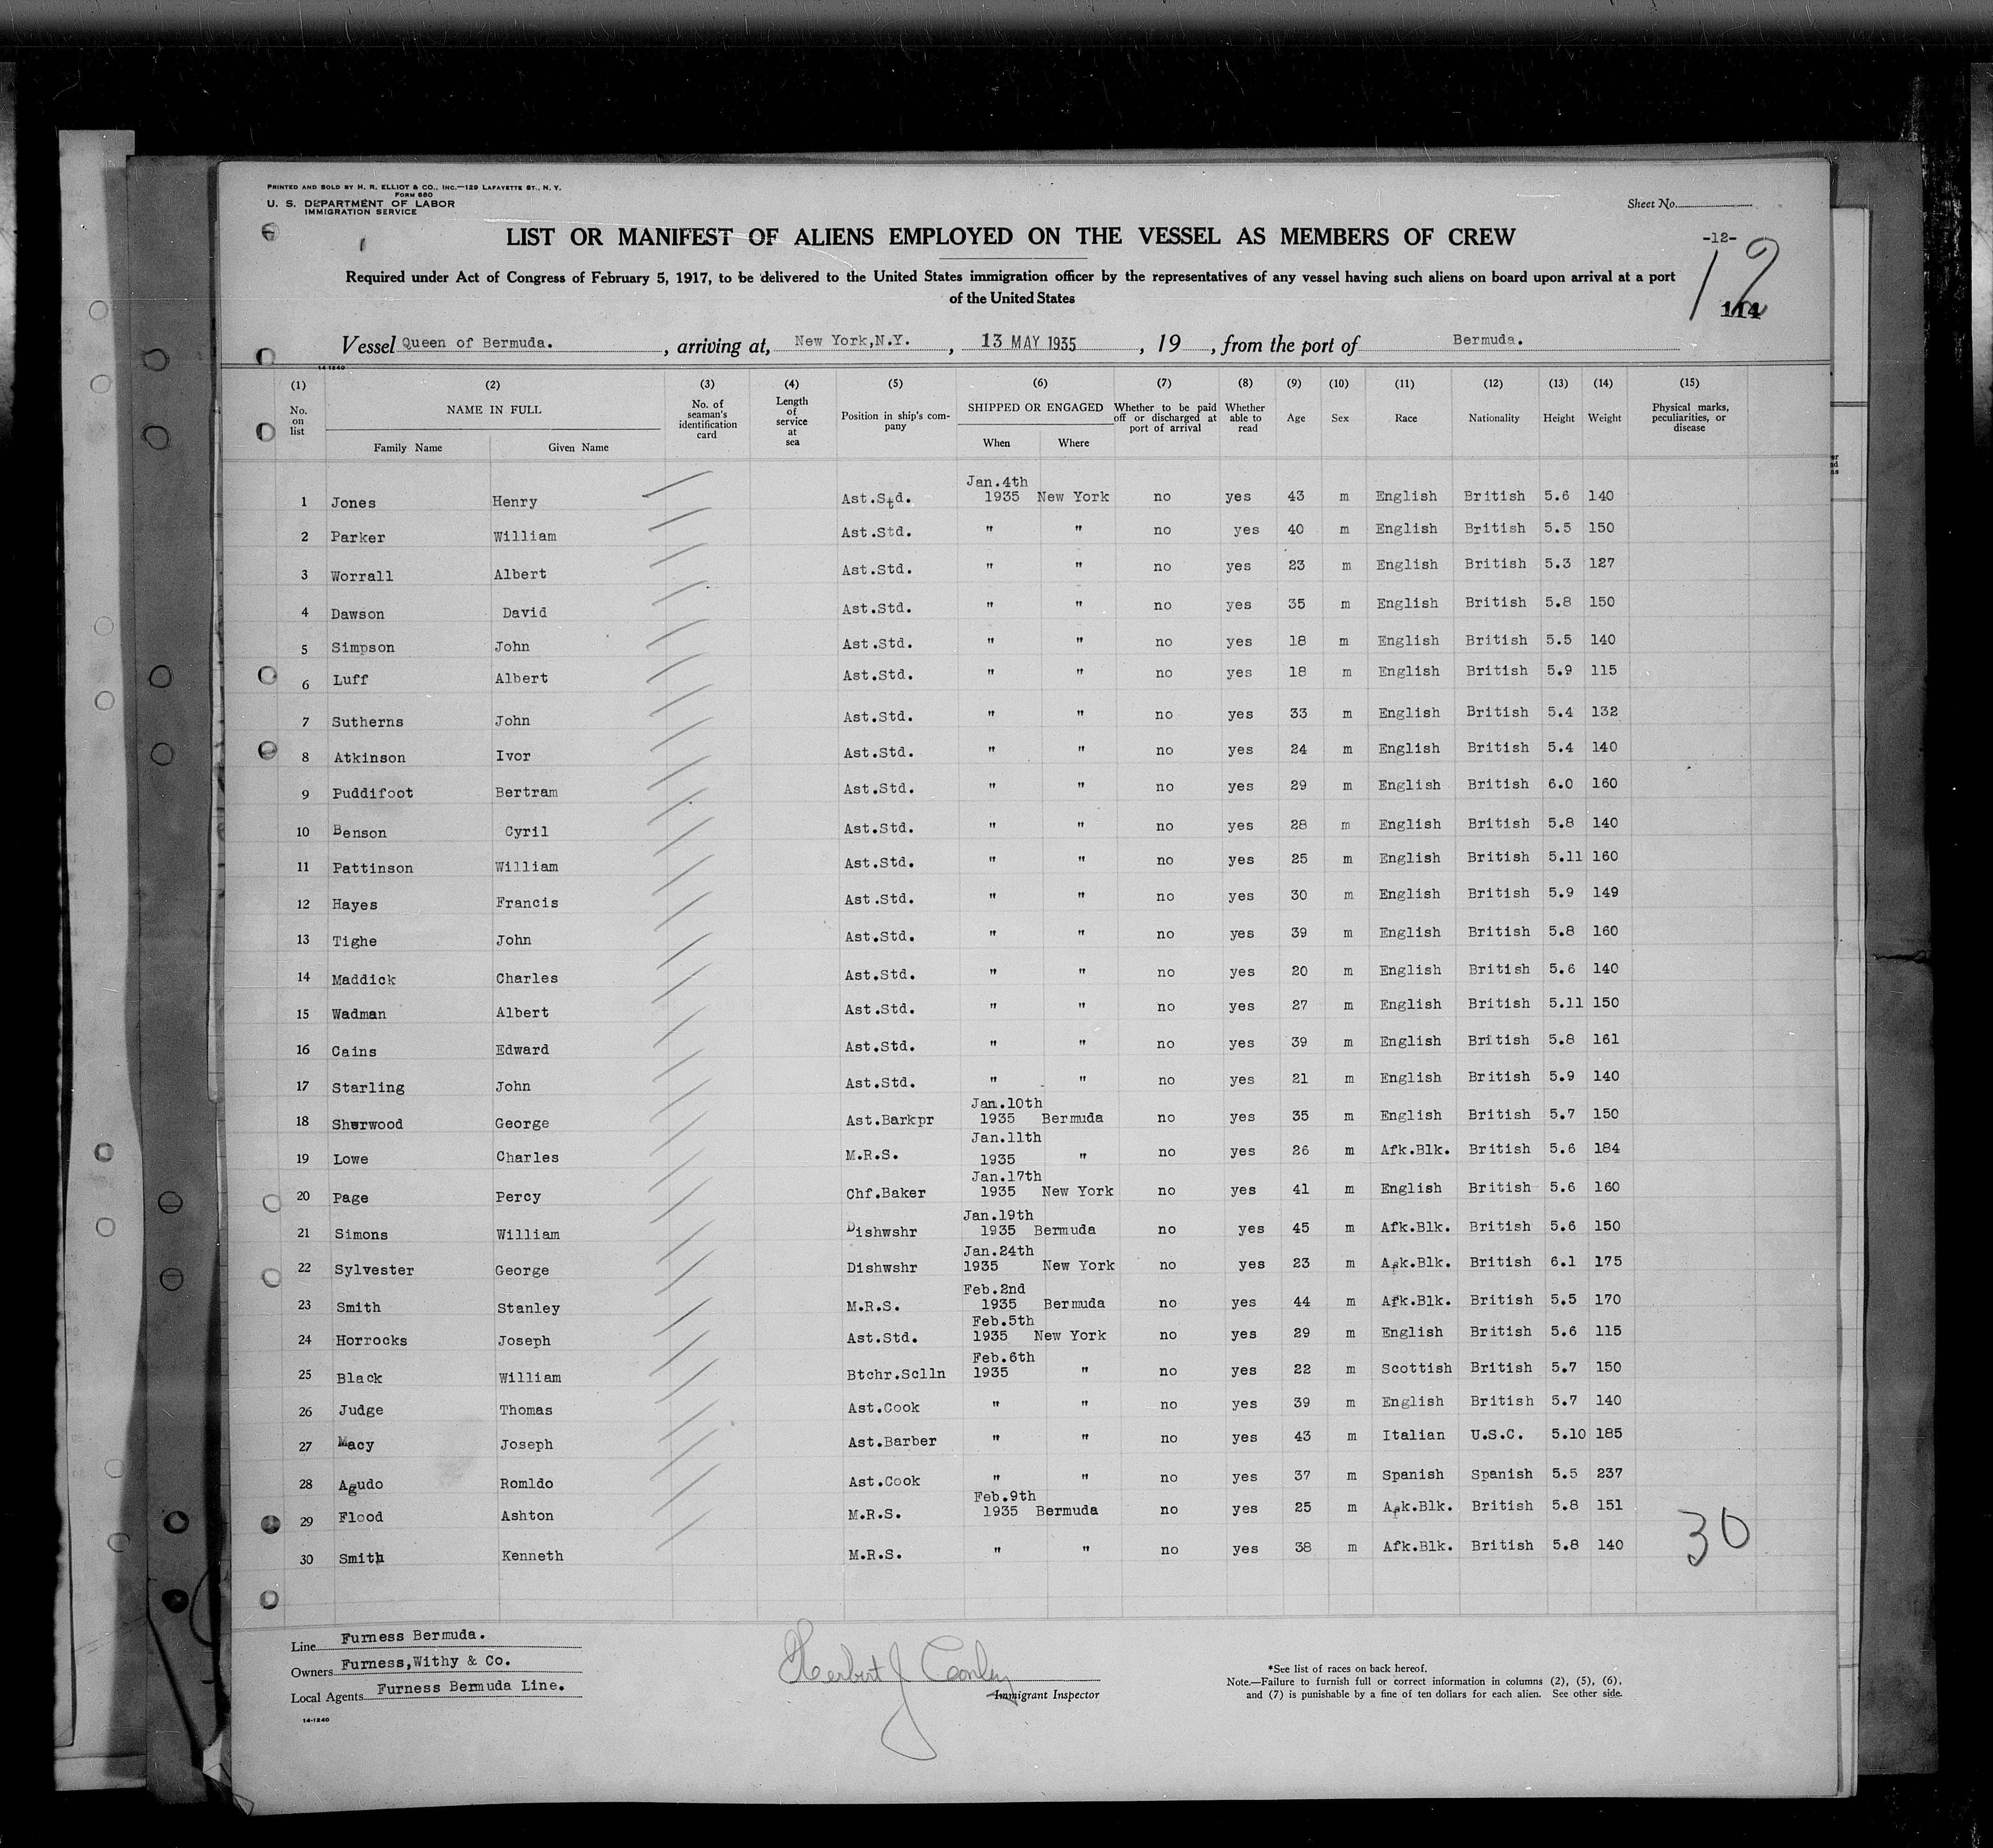 PRINTED AND SOLD BY H. R. ELLIOT & CO., INC.—129 LAFAYETTE ST., N. Y.
FORM 680
U. S. DEPARTMENT OF LABOR
IMMIGRATION SERVICE
Sheet No.
LIST OR MANIFEST OF ALIENS EMPLOYED ON THE VESSEL AS MEMBERS OF CREW
-12-
12
114
Required under Act of Congress of February 5, 1917, to be delivered to the United States immigration officer by the representatives of any vessel having such aliens on board upon arrival at a port
of the United States
Vessel Queen of Bermuda. , arriving at, New York,N.Y. , 13 MAY 1935 , 19 , from the port of Bermuda.
14-1240
(1) (2) (3) (4) (5) (6) (7) (8) (9) (10) (11) (12) (13) (14) (15)
No. on list NAME IN FULL Family Name Given Name No. of seaman's identification card Length of service at sea Position in ship's company SHIPPED OR ENGAGED When Where Whether to be paid off or discharged at port of arrival Whether able to read Age Sex Race Nationality Height Weight Physical marks, peculiarities, or disease
1 Jones Henry Ast.Std. Jan.4th 1935 New York no yes 43 m English British 5.6 140
2 Parker William Ast.Std. " " no yes 40 m English British 5.5 150
3 Worrall Albert Ast.Std. " " no yes 23 m English British 5.3 127
4 Dawson David Ast.Std. " " no yes 35 m English British 5.8 150
5 Simpson John Ast.Std. " " no yes 18 m English British 5.5 140
6 Luff Albert Ast.Std. " " no yes 18 m English British 5.9 115
7 Sutherns John Ast.Std. " " no yes 33 m English British 5.4 132
8 Atkinson Ivor Ast.Std. " " no yes 24 m English British 5.4 140
9 Puddifoot Bertram Ast.Std. " " no yes 29 m English British 6.0 160
10 Benson Cyril Ast.Std. " " no yes 28 m English British 5.8 140
11 Pattinson William Ast.Std. " " no yes 25 m English British 5.11 160
12 Hayes Francis Ast.Std. " " no yes 30 m English British 5.9 149
13 Tighe John Ast.Std. " " no yes 39 m English British 5.8 160
14 Maddick Charles Ast.Std. " " no yes 20 m English British 5.6 140
15 Wadman Albert Ast.Std. " " no yes 27 m English British 5.11 150
16 Cains Edward Ast.Std. " " no yes 39 m English British 5.8 161
17 Starling John Ast.Std. " " no yes 21 m English British 5.9 140
18 Sherwood George Ast.Barkpr Jan.10th 1935 Bermuda no yes 35 m English British 5.7 150
19 Lowe Charles M.R.S. Jan.11th 1935 " no yes 26 m Afk.Blk. British 5.6 184
20 Page Percy Chf.Baker Jan.17th 1935 New York no yes 41 m English British 5.6 160
21 Simons William Dishwshr Jan.19th 1935 Bermuda no yes 45 m Afk.Blk. British 5.6 150
22 Sylvester George Dishwshr Jan.24th 1935 New York no yes 23 m Afk.Blk. British 6.1 175
23 Smith Stanley M.R.S. Feb.2nd 1935 Bermuda no yes 44 m Afk.Blk. British 5.5 170
24 Horrocks Joseph Ast.Std. Feb.5th 1935 New York no yes 29 m English British 5.6 115
25 Black William Btchr.Sclln Feb.6th 1935 " no yes 22 m Scottish British 5.7 150
26 Judge Thomas Ast.Cook " " no yes 39 m English British 5.7 140
27 Macy Joseph Ast.Barber " " no yes 43 m Italian U.S.C. 5.10 185
28 Agudo Romldo Ast.Cook " " no yes 37 m Spanish Spanish 5.5 237
29 Flood Ashton M.R.S. Feb.9th 1935 Bermuda no yes 25 m Afk.Blk. British 5.8 151
30 Smith Kenneth M.R.S. " " no yes 38 m Afk.Blk. British 5.8 140
30
Line Furness Bermuda.
Owners Furness,Withy & Co.
Local Agents Furness Bermuda Line.
14-1240
Herbert J Conley
Immigrant Inspector
*See list of races on back hereof.
Note.—Failure to furnish full or correct information in columns (2), (5), (6),
and (7) is punishable by a fine of ten dollars for each alien. See other side.